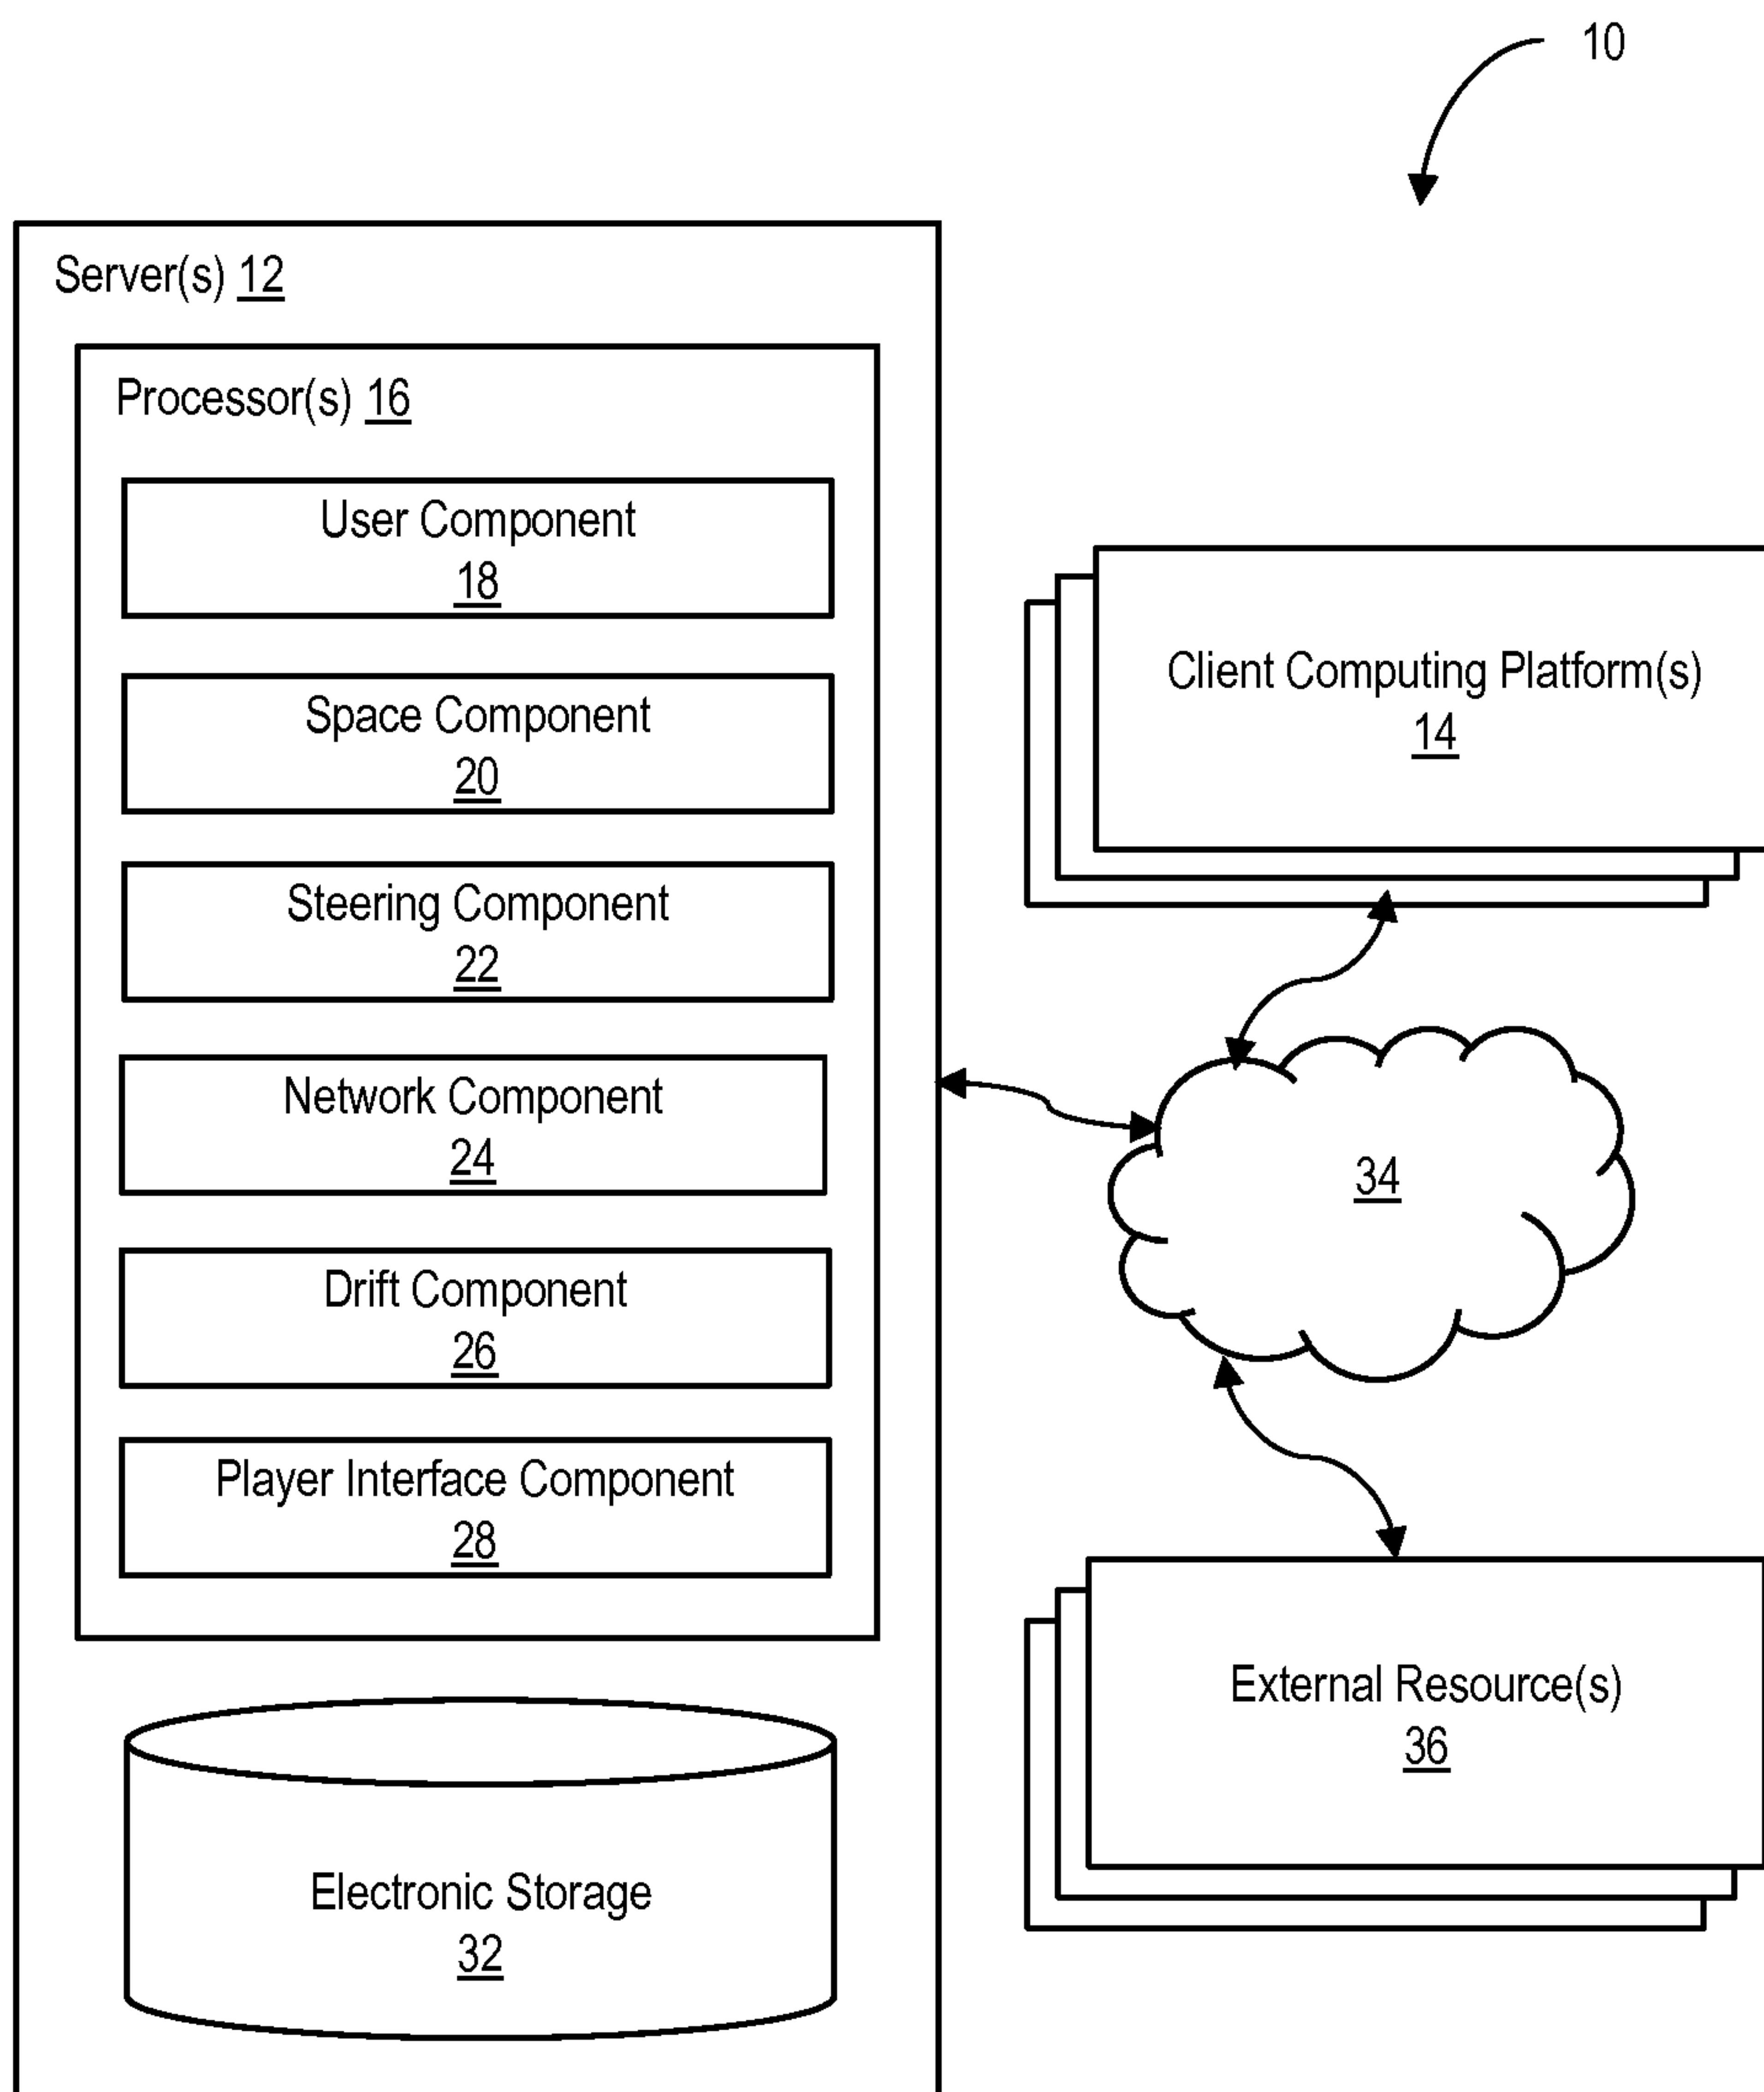 10
Server(s) 12
Processor(s) 16
User Component
18
Space Component
20
Steering Component
22
Network Component
24
Drift Component
26
Player Interface Component
28
Electronic Storage
32
Client Computing Platform(s)
14
34
External Resource(s)
36